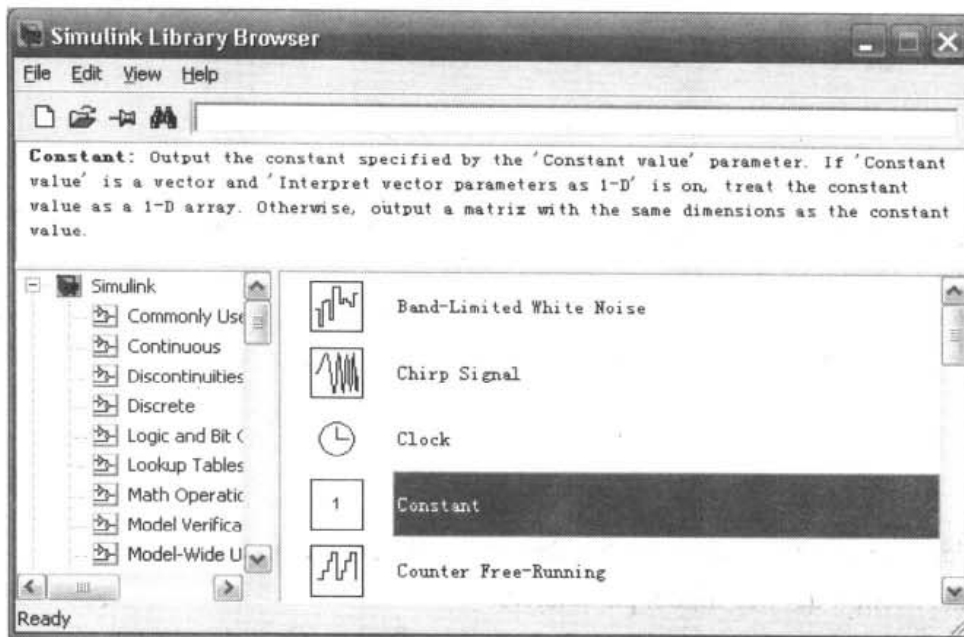 Simulink Library Browser
File Edit View Help
Constant: Output the constant specified by the 'Constant value' parameter. If 'Constant
value' is a vector and 'Interpret vector parameters as 1-D' is on, treat the constant
value as a 1-D array. Otherwise, output a matrix with the same dimensions as the constant
value.
Simulink
Commonly Use
Continuous
Discontinuities
Discrete
Logic and Bit
Lookup Tables
Math Operatio
Model Verifica
Model-Wide U
Band-Limited White Noise
Chirp Signal
Clock
1
Constant
Counter Free-Running
Ready